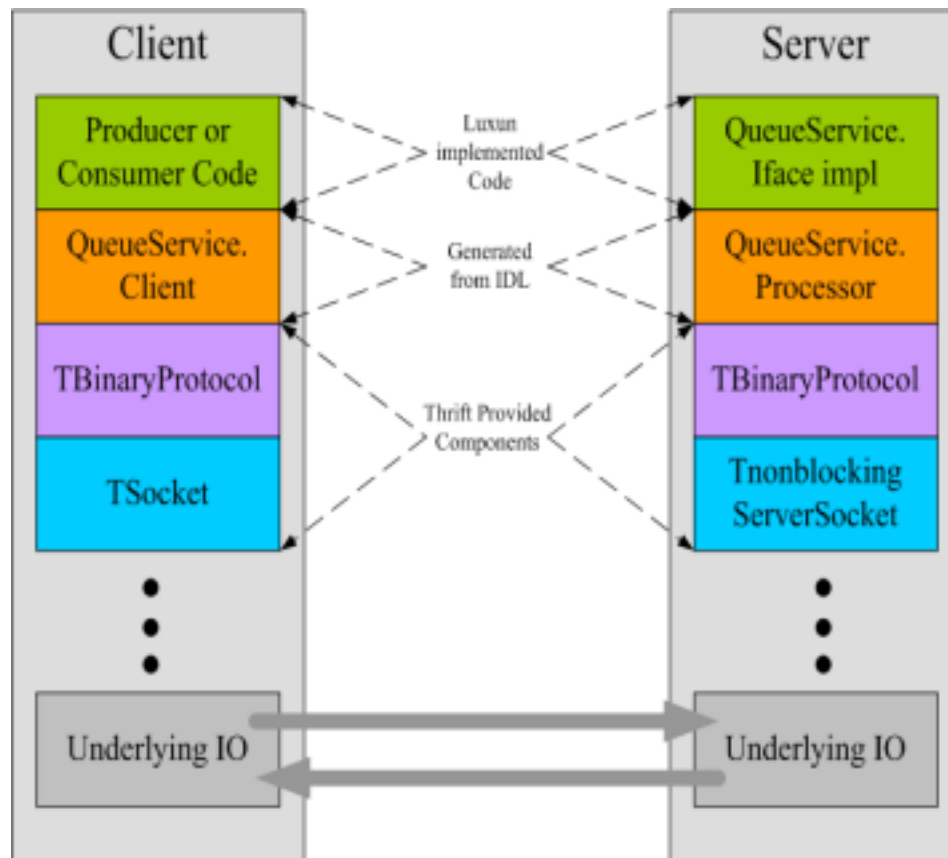 Client
Server
Producer or
Consumer Code
Luxun
implemented
Code
QueueService.
Iface impl
QueueService.
Client
Generated
from IDL
QueueService.
Processor
TBinaryProtocol
Thrift Provided
Components
TBinaryProtocol
TSocket
Tnonblocking
ServerSocket
Underlying IO
Underlying IO